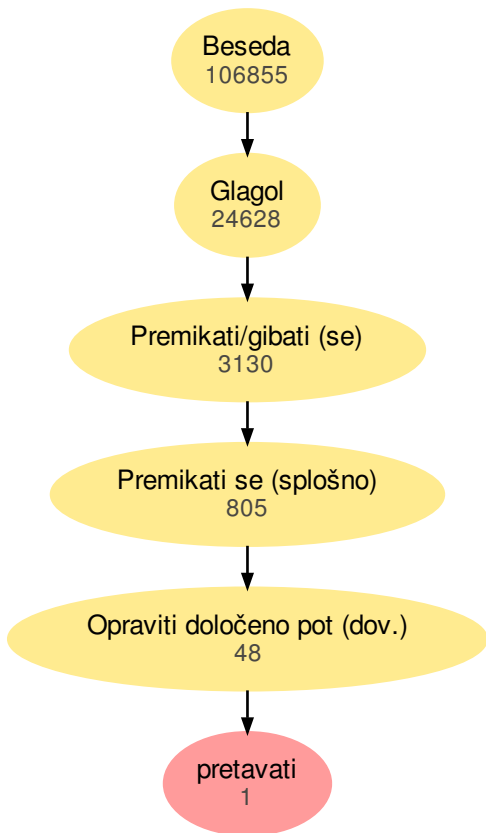 Beseda
106855
Glagol
24628
Premikati/gibati (se)
3130
Premikati se (splošno)
805
Opraviti določeno pot (dov.)
48
pretavati
1